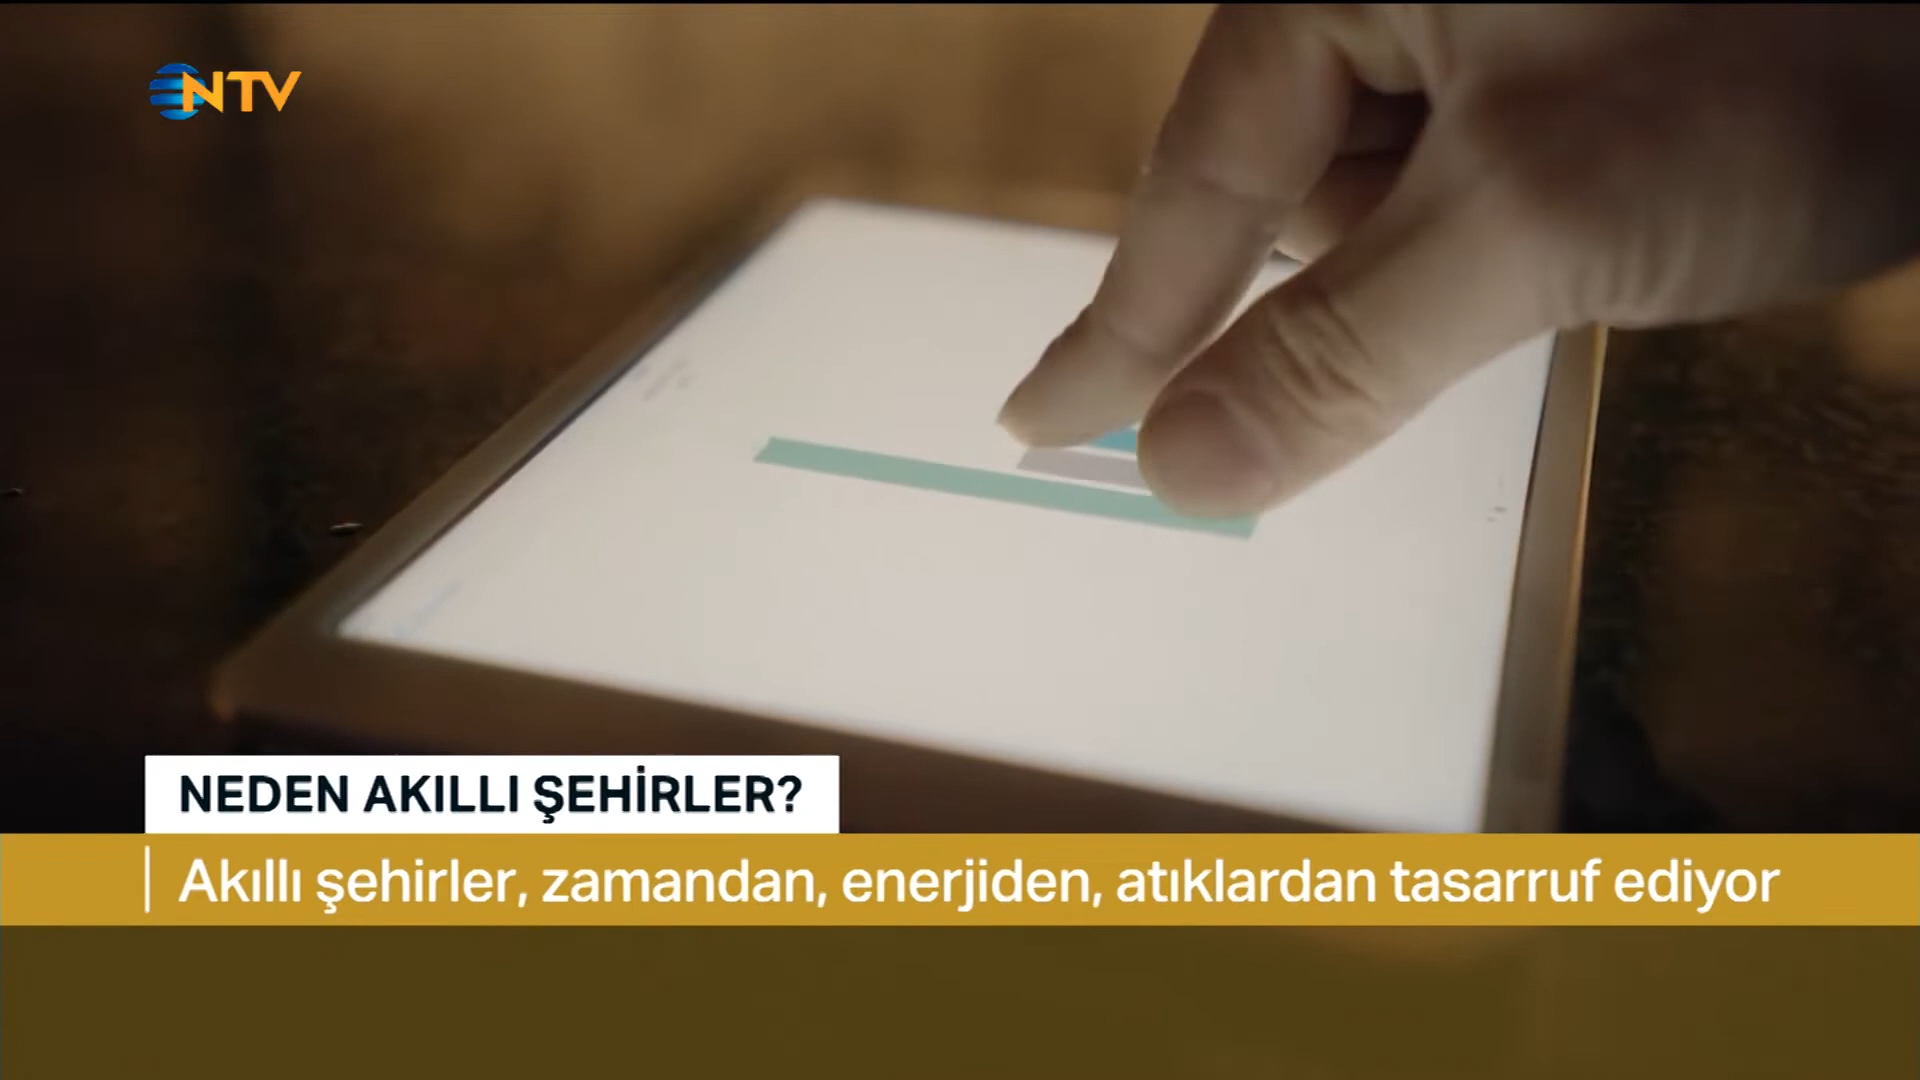 NTV
NEDEN AKILLI ŞEHİRLER?
Akıllı şehirler, zamandan, enerjiden, atıklardan tasarruf ediyor